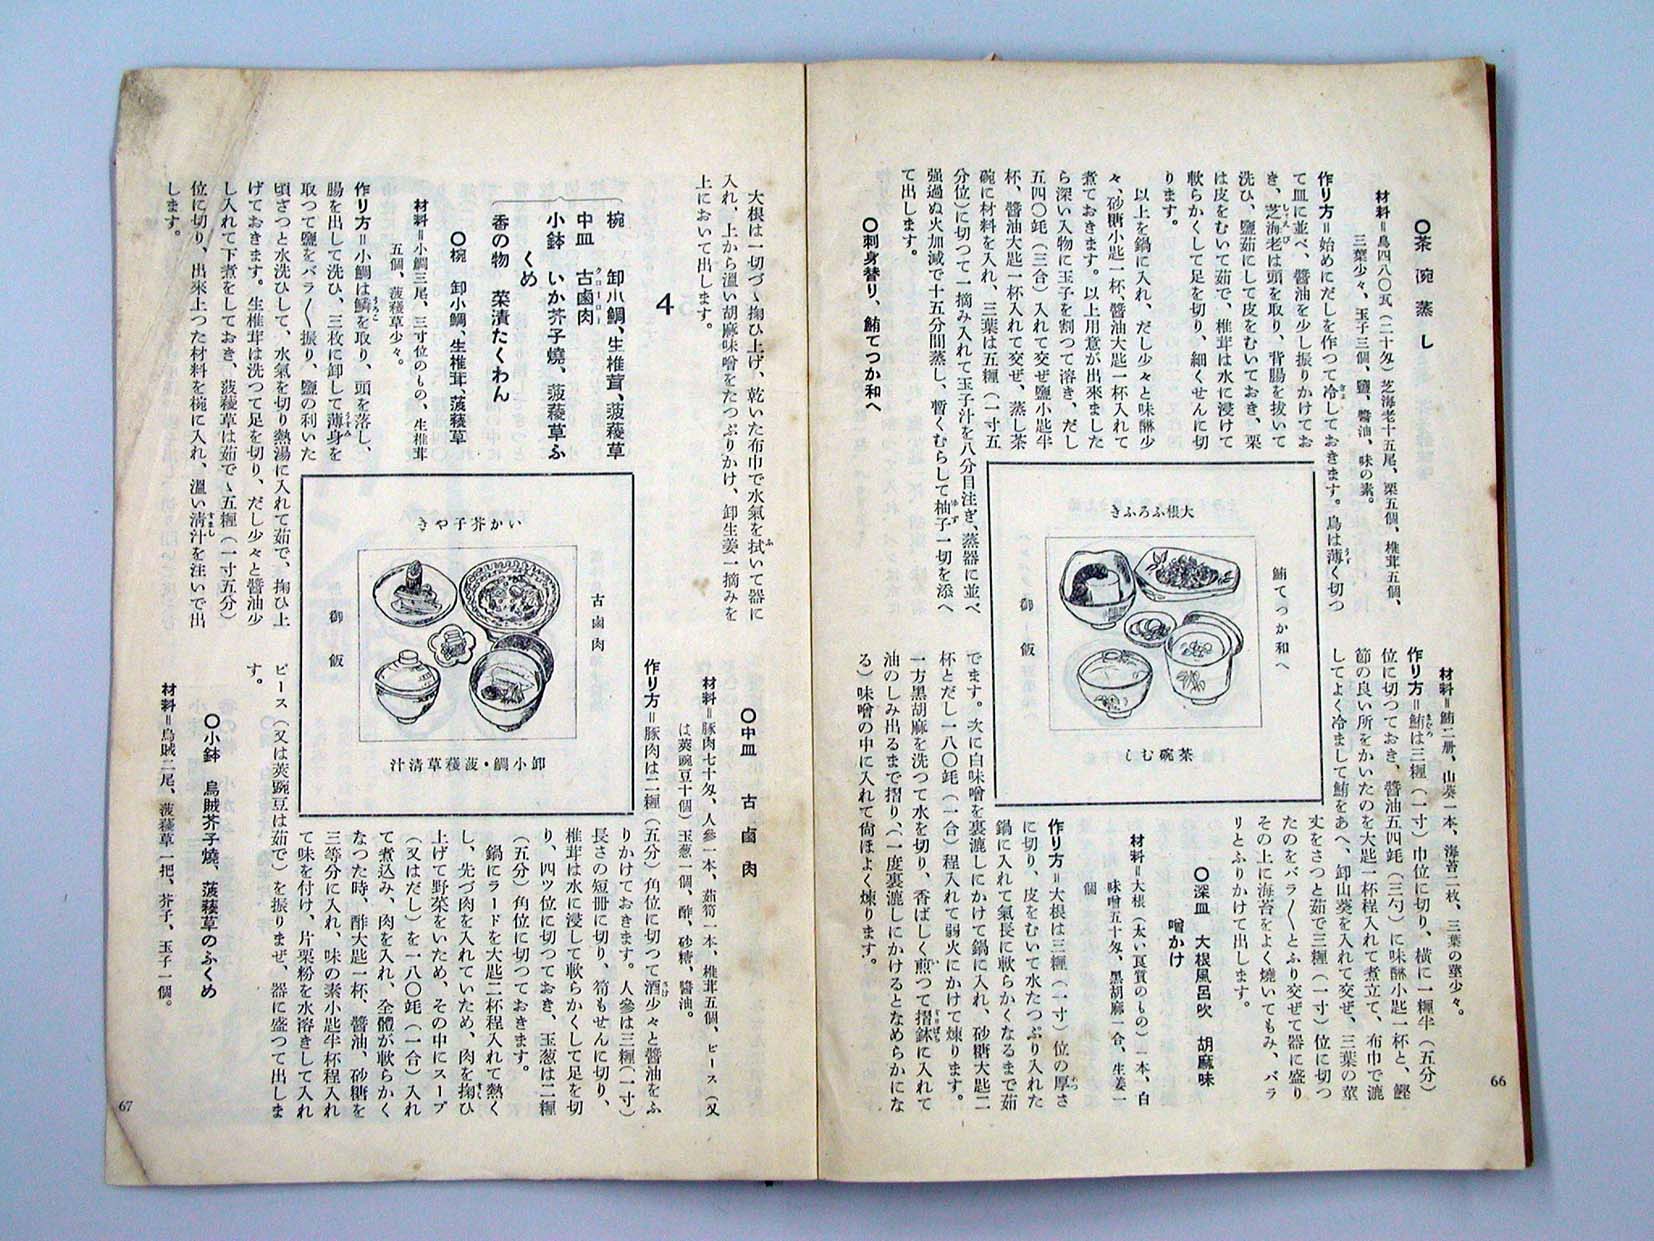 〇茶碗蒸し
材料＝鳥四八〇瓦（二十匁）芝海老十五尾、栗五個、椎茸五個、
三葉少々、玉子三個、鹽、醬油、味の素。
作り方＝始めにだしを作つて冷しておきます。鳥は薄く切つ
て皿に並べ、醬油を少し振りかけてお
き、芝海老は頭を取り、背腸を拔いて
洗ひ、鹽茹にして皮をむいておき、栗
は皮をむいて茹で、椎茸は水に浸けて
軟らかくして足を切り、細くせんに切
ります。
以上を鍋に入れ、だし少々と味醂少
々、砂糖小匙一杯、醬油大匙一杯入れて
煮ておきます。以上用意が出來ました
ら深い入物に玉子を割つて溶き、だし
五四〇竓（三合）入れて交ぜ鹽小匙半
杯、醬油大匙一杯入れて交ぜ、蒸し茶
碗に材料を入れ、三葉は五糎（一寸五
分位）に切つて一摘み入れて玉子汁を八分目注ぎ、蒸器に並べ
强過ぬ火加減で十五分間蒸し、暫くむらして柚子一切を添へ
て出します。
〇刺身替り、鮪てつか和へ
材料＝鮪二册、山葵一本、海苔二枚、三葉の莖少々。
作り方＝鮪は三糎（一寸）巾位に切り、横に一糎半（五分）
位に切つておき、醬油五四竓（三勺）に味醂小匙一杯と、鰹
節の良い所をかいたのを大匙一杯程入れて煮立て、布巾で漉
してよく冷まして鮪をあへ、卸山葵を入れて交ぜ、三葉の莖
丈をさつと茹で三糎（一寸）位に切つ
たのをバラ〳〵とふり交ぜて器に盛り
その上に海苔をよく燒いてもみ、バラ
リとふりかけて出します。
〇深皿　大根風呂吹　胡麻味
噌かけ
材料＝大根（太い良質のもの）一本、白
味噌五十匁、黑胡麻一合、生姜一
個
作り方＝大根は三糎（一寸）位の厚さ
に切り、皮をむいて水たつぷり入れた
鍋に入れて氣長に軟らかくなるまで茹
でます。次に白味噌を裏漉しにかけて鍋に入れ、砂糖大匙二
杯とだし一八〇竓（一合）程入れて弱火にかけて煉ります。
一方黑胡麻を洗つて水を切り、香ばしく煎つて摺鉢に入れて
油のしみ出るまで摺り、（一度裏漉しにかけるとなめらかにな
る）味噌の中に入れて尙ほよく煉ります。
大根ふろふき
鮪てつか和へ
御飯
茶碗むし
66
大根は一切づゝ掬ひ上げ、乾いた布巾で水氣を拭いて器に
入れ、上から溫い胡麻味噌をたつぷりかけ、卸生姜一摘みを
上において出します。
4
椀　卸小鯛、生椎茸、菠薐草
中皿　古鹵肉
小鉢　いか芥子燒、菠薐草ふ
くめ
香の物　菜漬たくわん
〇椀　卸小鯛、生椎茸、菠薐草
材料＝小鯛三尾、三寸位のもの、生椎茸
五個、菠薐草少々。
作り方＝小鯛は鱗を取り、頭を落し、
腸を出して洗ひ、三枚に卸して薄身を
取つて鹽をバラ〳〵振り、鹽の利いた
頃さつと水洗ひして、水氣を切り熱湯に入れて茹で、掬ひ上
げておきます。生椎茸は洗つて足を切り、だし少々と醬油少
し入れて下煮をしておき、菠薐草は茹でゝ五糎（一寸五分）
位に切り、出來上つた材料を椀に入れ、溫い淸汁を注いで出
します。
〇中皿　古鹵肉
材料＝豚肉七十匁、人參一本、茹筍一本、椎茸五個、ピース（又
は莢豌豆十個）玉葱一個、酢、砂糖、醬油。
作り方＝豚肉は二糎（五分）角位に切つて酒少々と醬油をふ
りかけておきます。人參は三糎（一寸）
長さの短册に切り、筍もせんに切り、
椎茸は水に浸して軟らかくして足を切
り、四ツ位に切つておき、玉葱は二糎
（五分）角位に切つておきます。
鍋にラードを大匙二杯程入れて熱く
し、先づ肉を入れていため、肉を掬ひ
上げて野菜をいため、その中にスープ
（又はだし）を一八〇竓（一合）入れ
て煮込み、肉を入れ、全體が軟らかく
なつた時、酢大匙一杯、醬油、砂糖を
三等分に入れ、味の素小匙半杯程入れ
て味を付け、片栗粉を水溶きして入れ
ピース（又は莢豌豆は茹で）を振りまぜ、器に盛つて出しま
す。
〇小鉢　烏賊芥子燒、菠薐草のふくめ
材料＝烏賊二尾、菠薐草一把、芥子、玉子一個。
いか芥子やき
古鹵肉
御飯
卸小鯛・菠薐草淸汁
67